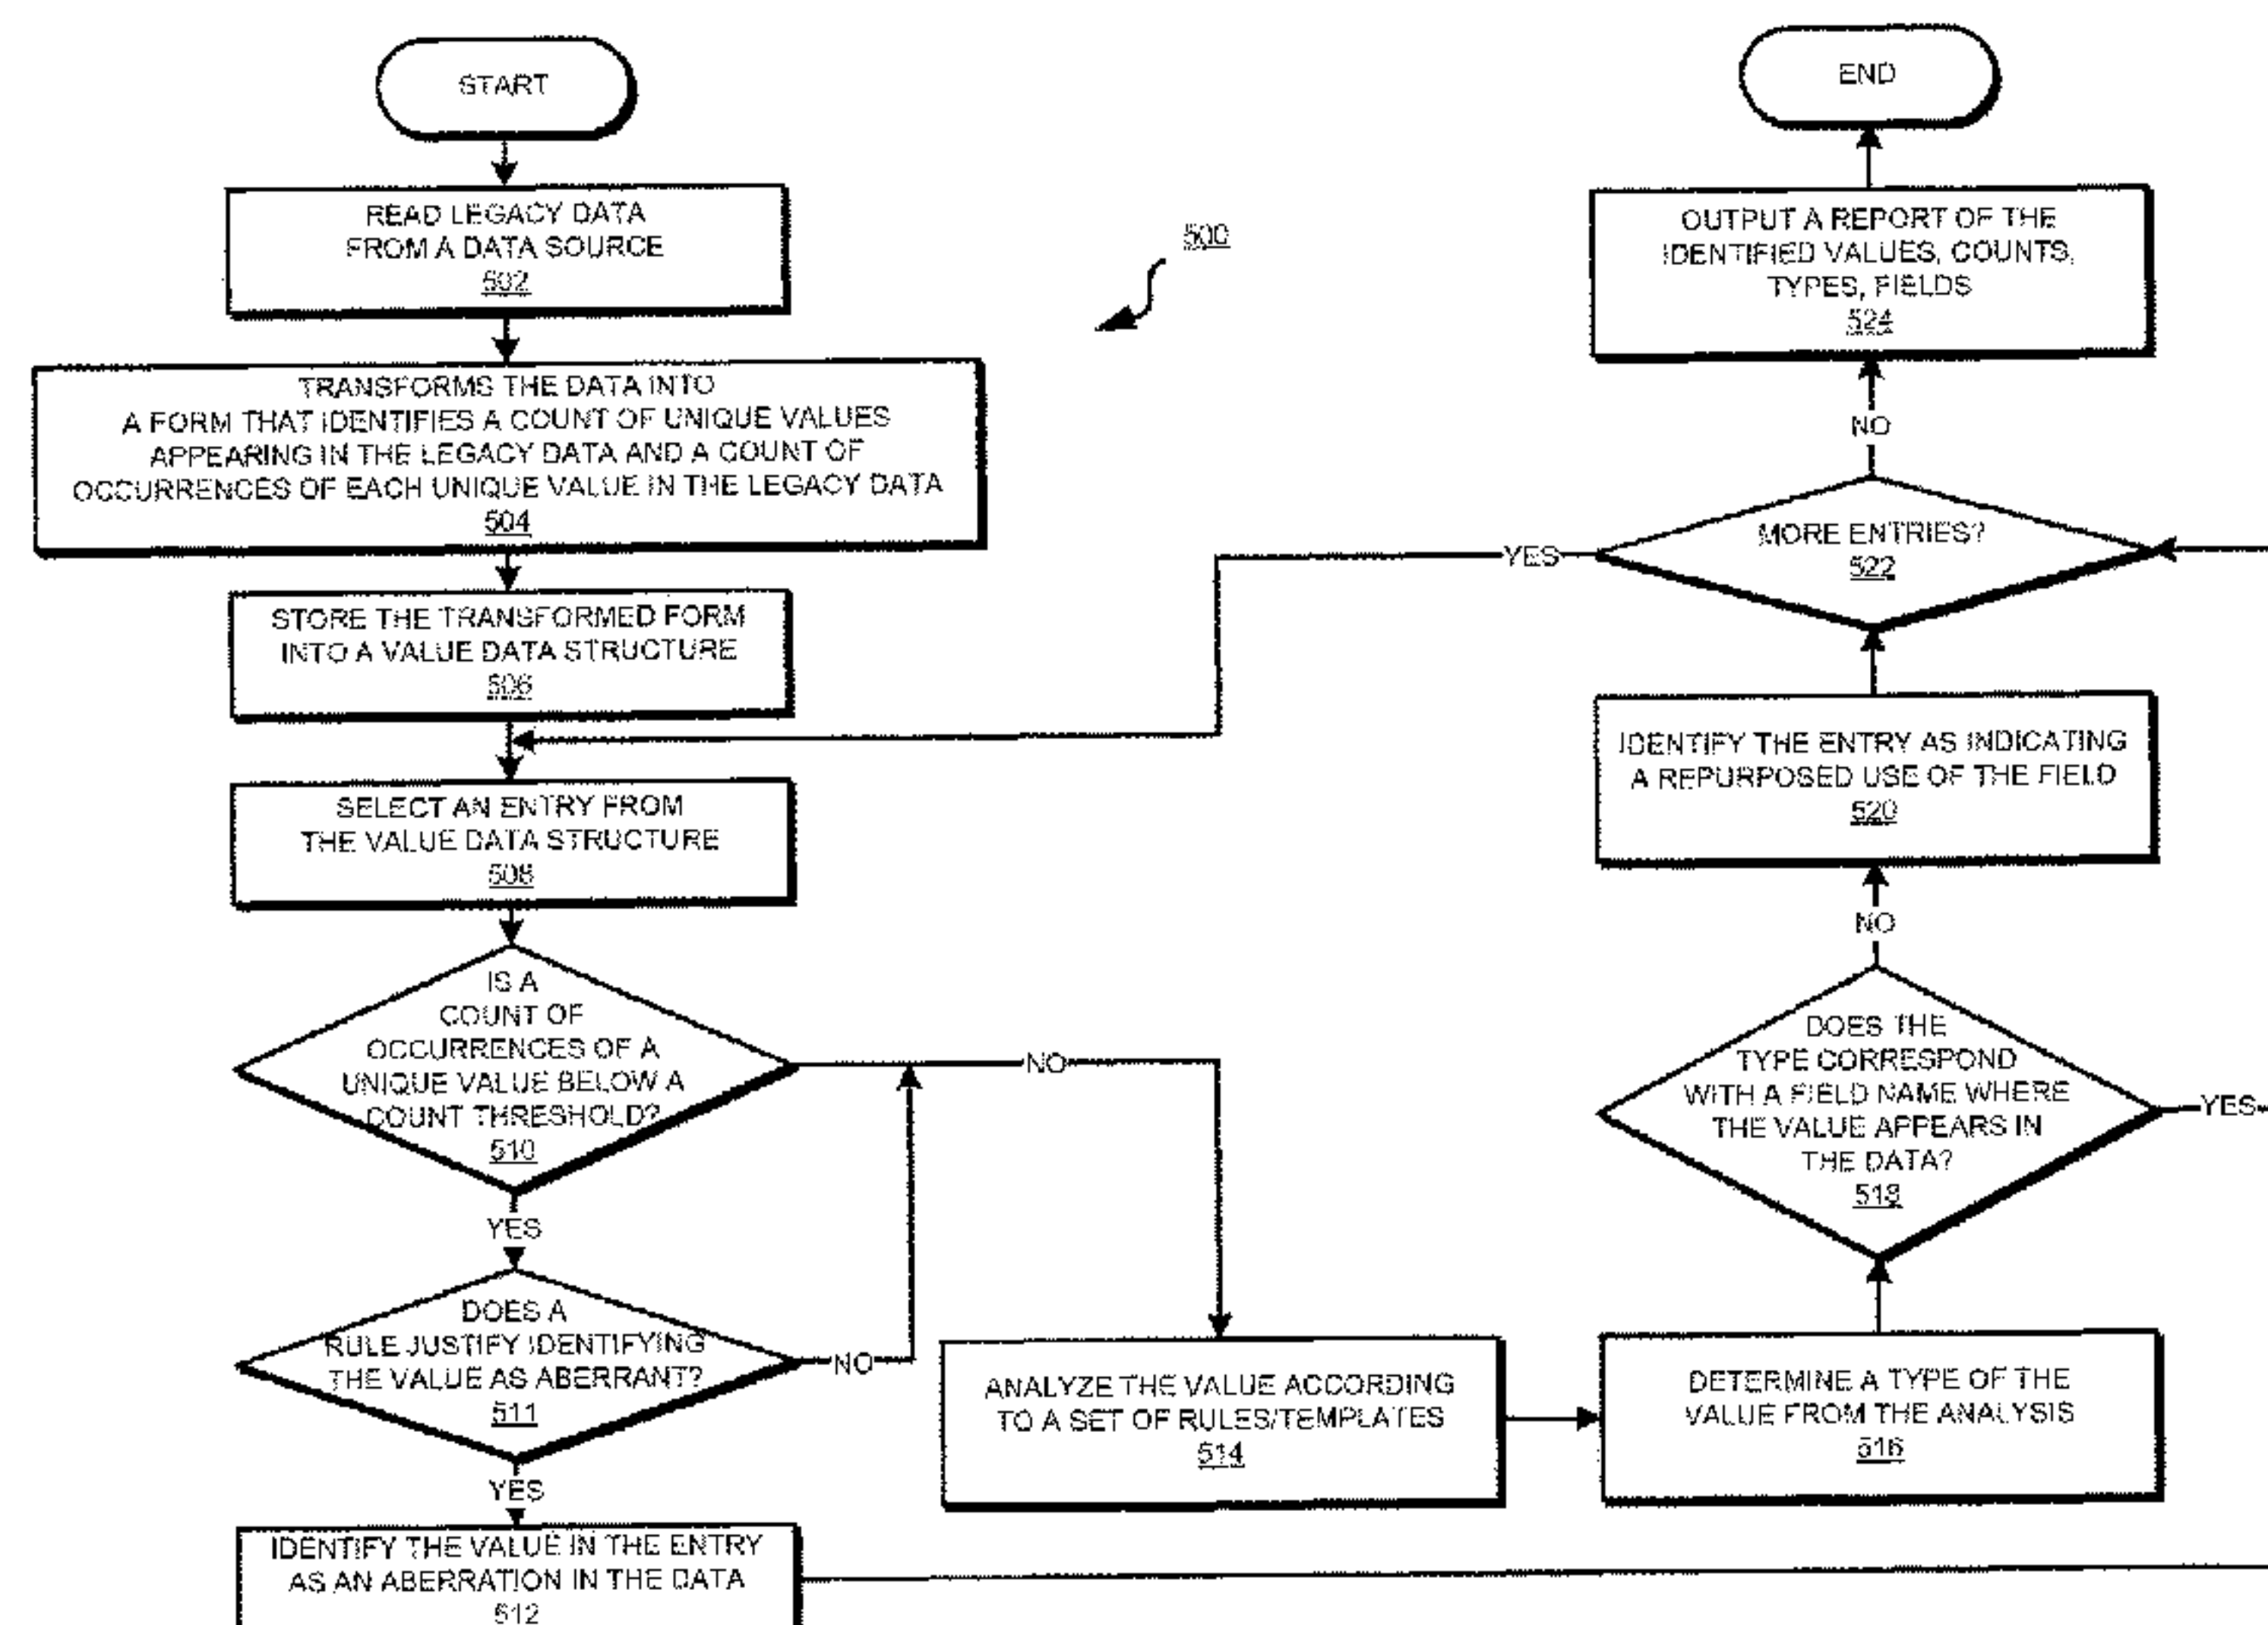 START
READ LEGACY DATA
FROM A DATA SOURCE
502
TRANSFORMS THE DATA INTO
A FORM THAT IDENTIFIES A COUNT OF UNIQUE VALUES
APPEARING IN THE LEGACY DATA AND A COUNT OF
OCCURRENCES OF EACH UNIQUE VALUE IN THE LEGACY DATA
504
STORE THE TRANSFORMED FORM
INTO A VALUE DATA STRUCTURE
506
SELECT AN ENTRY FROM
THE VALUE DATA STRUCTURE
508
IS A
COUNT OF
OCCURRENCES OF A
UNIQUE VALUE BELOW A
COUNT THRESHOLD?
510
NO
YES
DOES A
RULE JUSTIFY IDENTIFYING
THE VALUE AS ABERRANT?
511
NO
YES
IDENTIFY THE VALUE IN THE ENTRY
AS AN ABERRATION IN THE DATA
512
500
ANALYZE THE VALUE ACCORDING
TO A SET OF RULES/TEMPLATES
514
DETERMINE A TYPE OF THE
VALUE FROM THE ANALYSIS
516
DOES THE
TYPE CORRESPOND
WITH A FIELD NAME WHERE
THE VALUE APPEARS IN
THE DATA?
518
YES
NO
IDENTIFY THE ENTRY AS INDICATING
A REPURPOSED USE OF THE FIELD
520
MORE ENTRIES?
522
YES
NO
OUTPUT A REPORT OF THE
IDENTIFIED VALUES, COUNTS,
TYPES, FIELDS
524
END